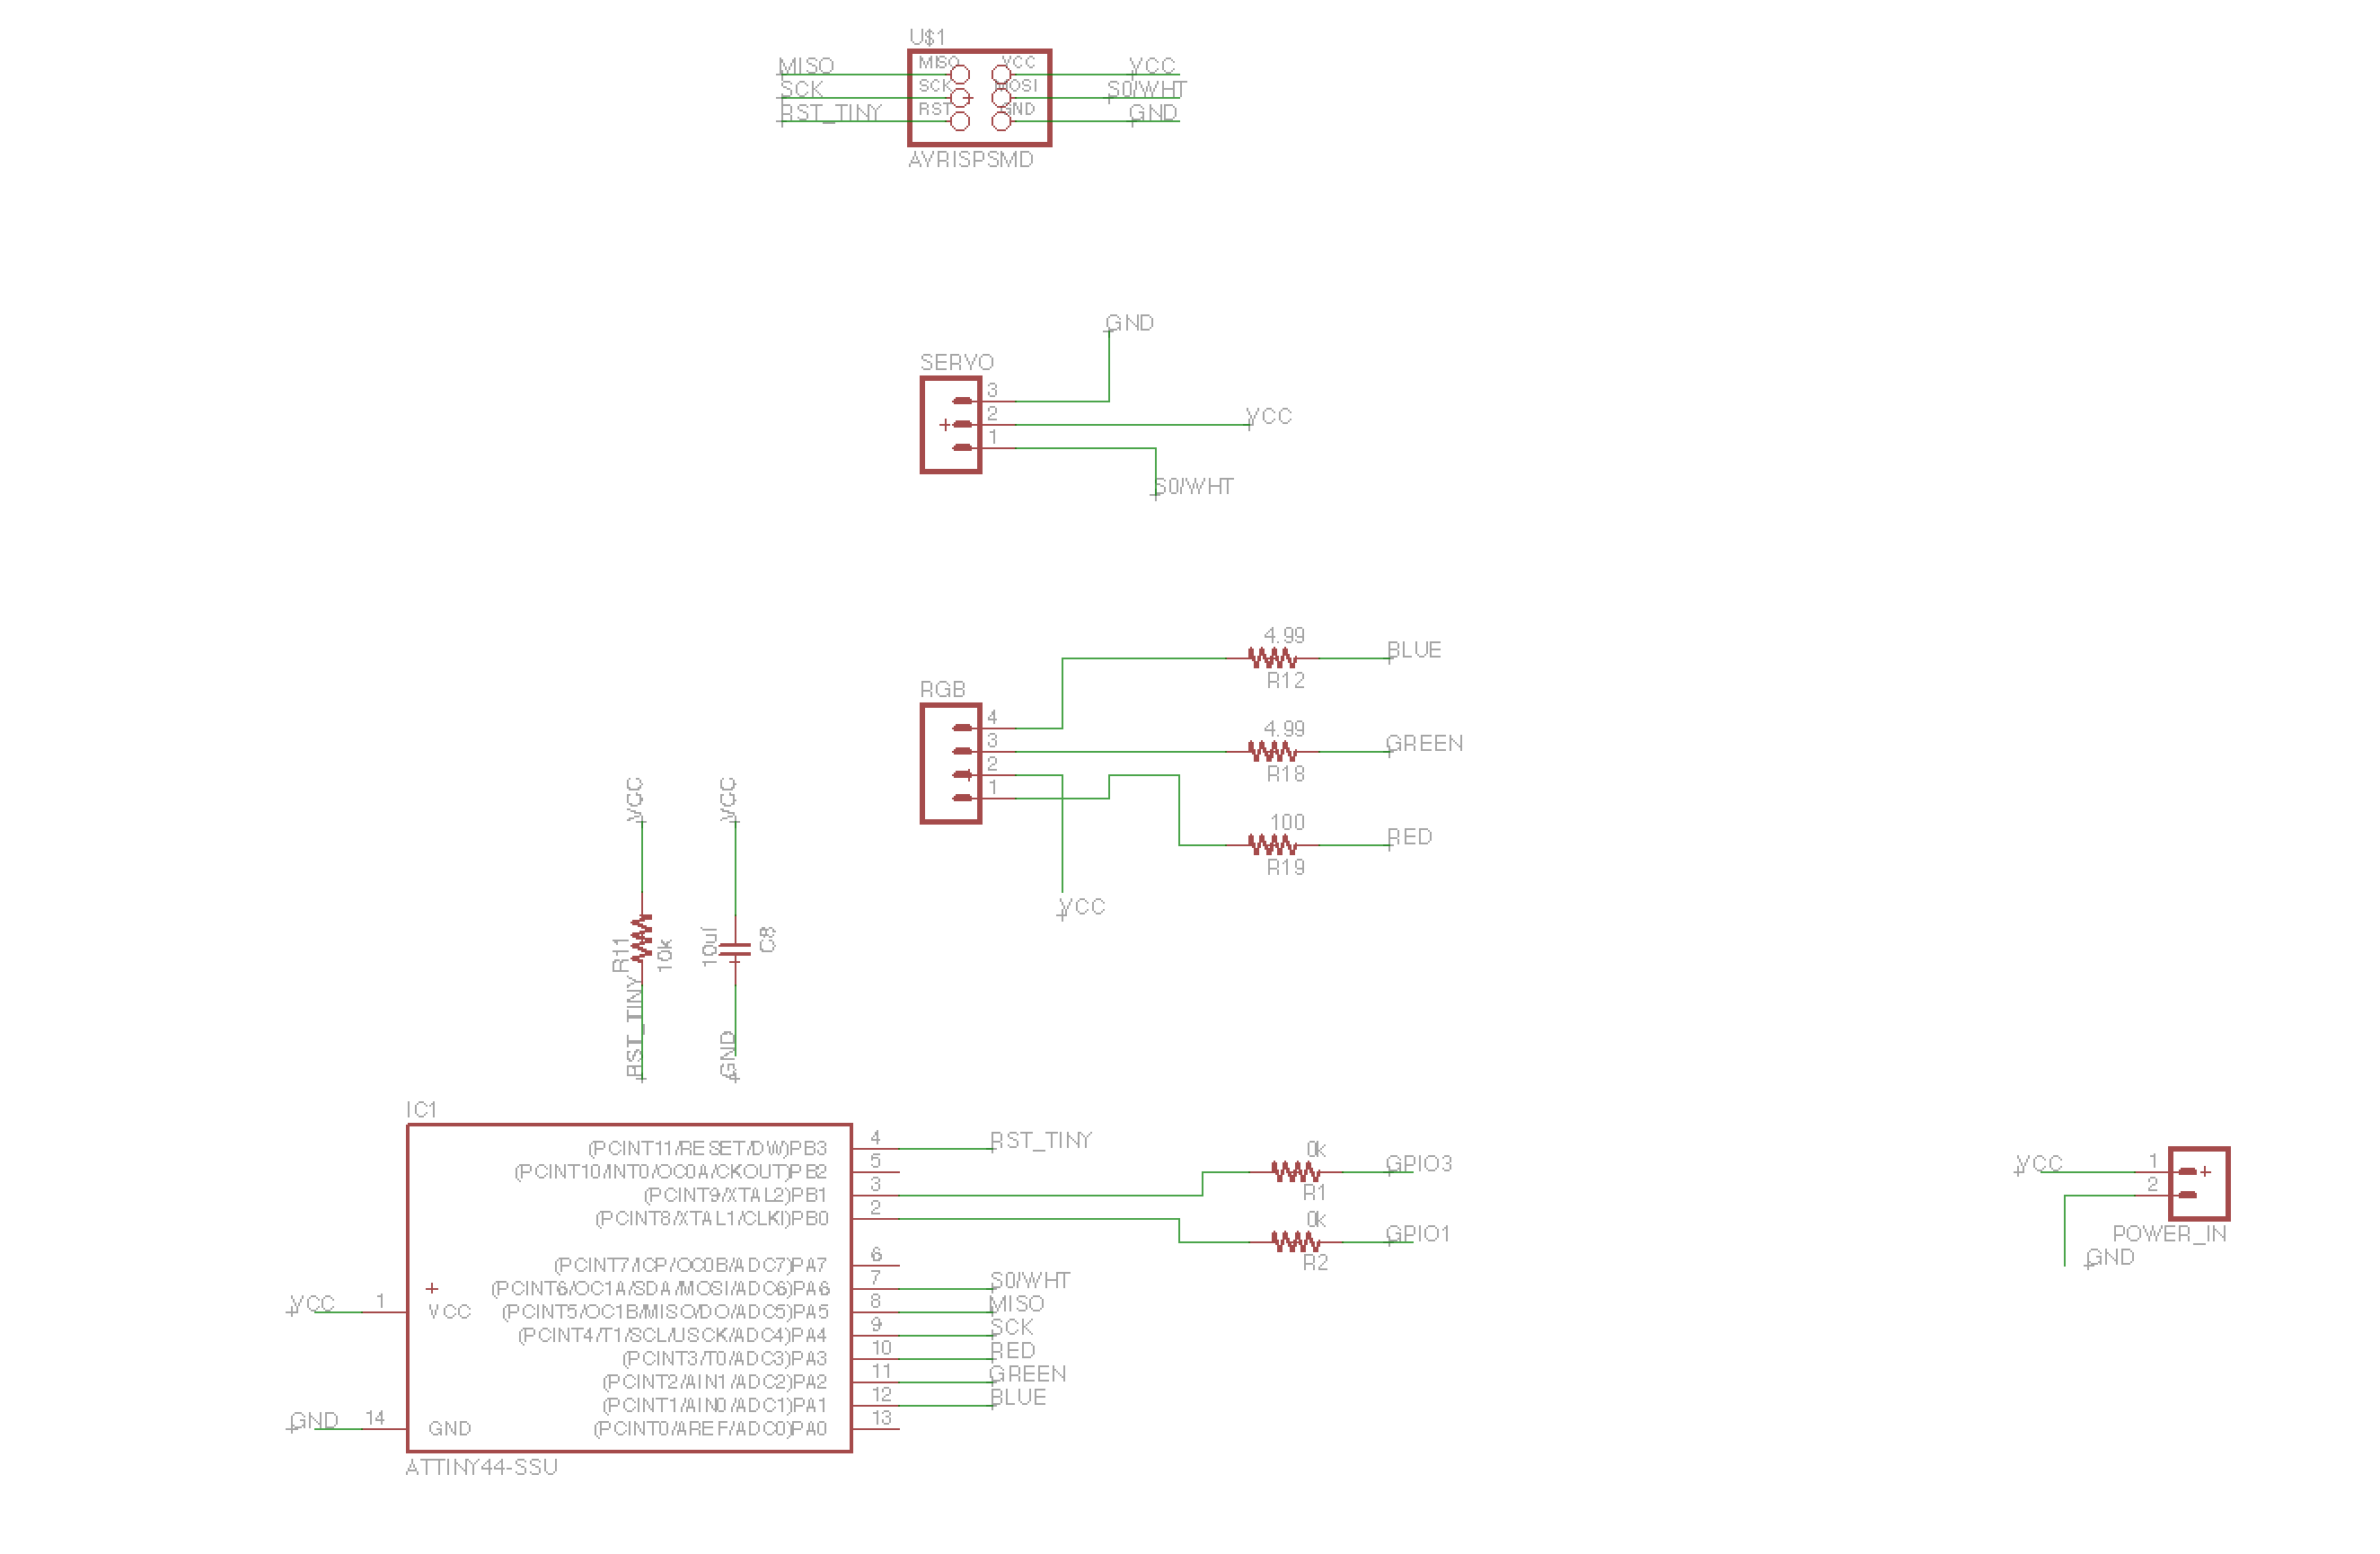 U$1
MISO MISO VCC VCC
SCK SCK MOSI S0/WHT
RST_TINY RST GND GND
AVRISPSMD
GND
SERVO
3
2 VCC
1
S0/WHT
4.99 BLUE
R12
RGB
4
4.99 GREEN
3
2 R18
1
100 RED
R19
VCC
VCC VCC
R11 10k 10uf C8
RST_TINY GND
IC1
(PCINT11/RESET/DW)PB3 4 RST_TINY
(PCINT10/INT0/OC0A/CKOUT)PB2 5
(PCINT9/XTAL2)PB1 3
(PCINT8/XTAL1/CLKI)PB0 2
0k GPIO3
R1
0k GPIO1
R2
(PCINT7/ICP/OC0B/ADC7)PA7 6
(PCINT6/OC1A/SDA/MOSI/ADC6)PA6 7 S0/WHT
VCC 1 VCC (PCINT5/OC1B/MISO/DO/ADC5)PA5 8 MISO
(PCINT4/T1/SCL/USCK/ADC4)PA4 9 SCK
(PCINT3/T0/ADC3)PA3 10 RED
(PCINT2/AIN1/ADC2)PA2 11 GREEN
(PCINT1/AIN0/ADC1)PA1 12 BLUE
GND 14 GND (PCINT0/AREF/ADC0)PA0 13
ATTINY44-SSU
VCC 1
2
POWER_IN
GND